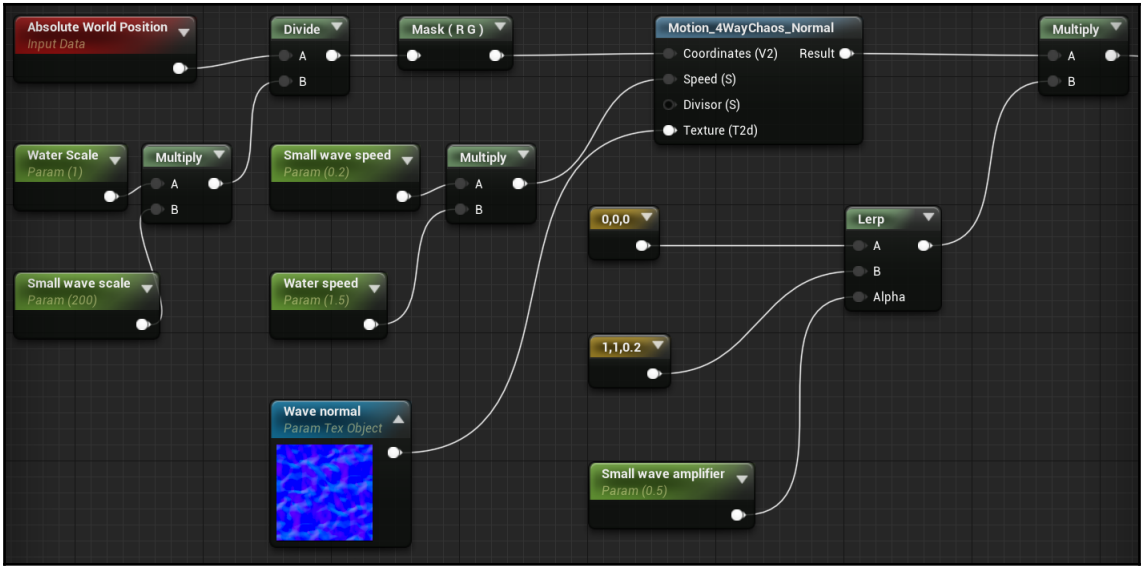 Absolute World Position
Input Data
Divide
A
B
Mask ( R G )
Motion_4WayChaos_Normal
Coordinates (V2) Result
Speed (S)
Divisor (S)
Texture (T2d)
Multiply
A
B
Water Scale
Param (1)
Multiply
A
B
Small wave speed
Param (0.2)
Multiply
A
B
0,0,0
Lerp
A
B
Alpha
Small wave scale
Param (200)
Water speed
Param (1.5)
1,1,0.2
Wave normal
Param Tex Object
Small wave amplifier
Param (0.5)